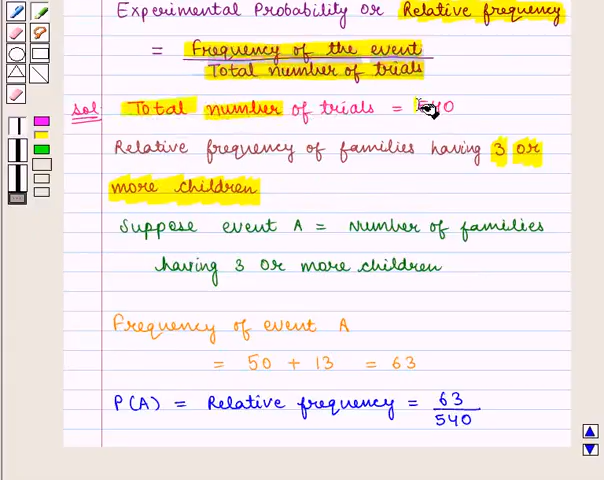 Experimental Probability or Relative frequency
= Frequency of the event
Total number of trials
Sol Total number of trials = 540
Relative frequency of families having 3 or
more children
Suppose event A = Number of families
having 3 or more children
Frequency of event A
= 50 + 13 = 63
P(A) = Relative frequency = 63
540